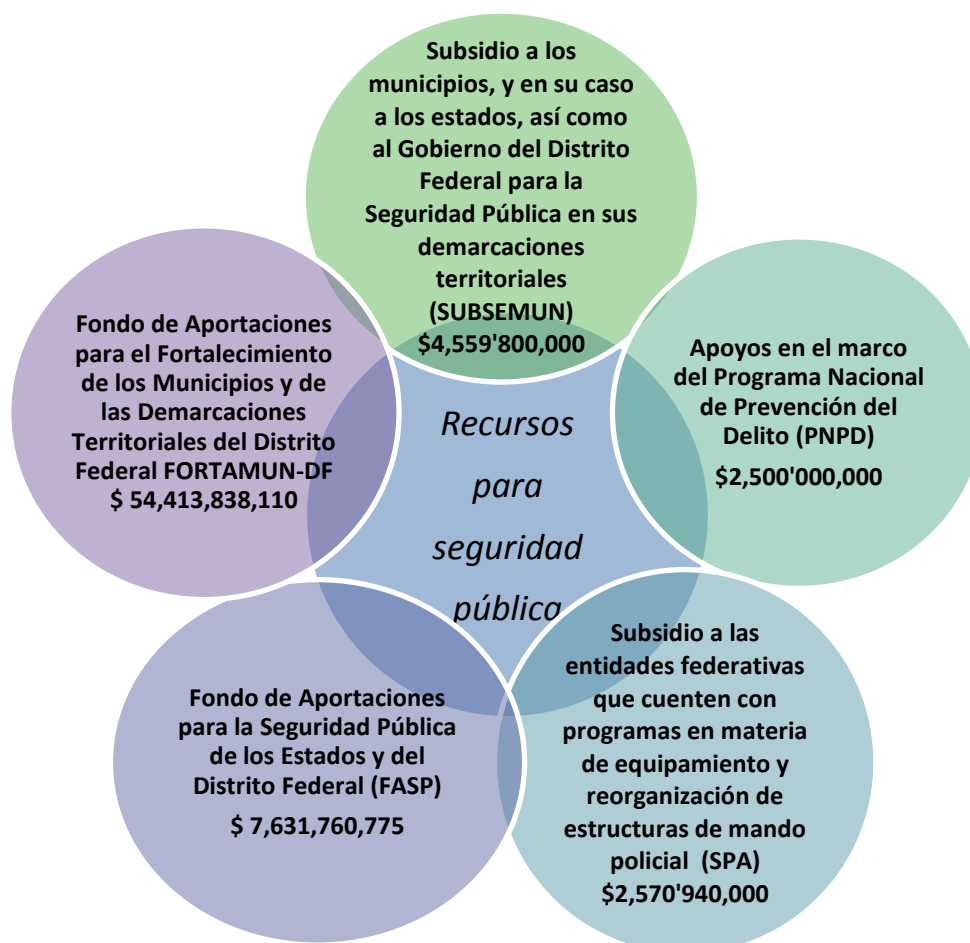 Subsidio a los
municipios, y en su caso
a los estados, así como
al Gobierno del Distrito
Federal para la
Seguridad Pública en sus
demarcaciones
territoriales
(SUBSEMUN)
$4,559'800,000
Fondo de Aportaciones
para el Fortalecimiento
de los Municipios y de
las Demarcaciones
Territoriales del Distrito
Federal FORTAMUN-DF
$ 54,413,838,110
Recursos
para
seguridad
pública
Apoyos en el marco
del Programa Nacional
de Prevención del
Delito (PNPD)
$2,500'000,000
Fondo de Aportaciones
para la Seguridad Pública
de los Estados y del
Distrito Federal (FASP)
$ 7,631,760,775
Subsidio a las
entidades federativas
que cuenten con
programas en materia
de equipamiento y
reorganización de
estructuras de mando
policial (SPA)
$2,570'940,000